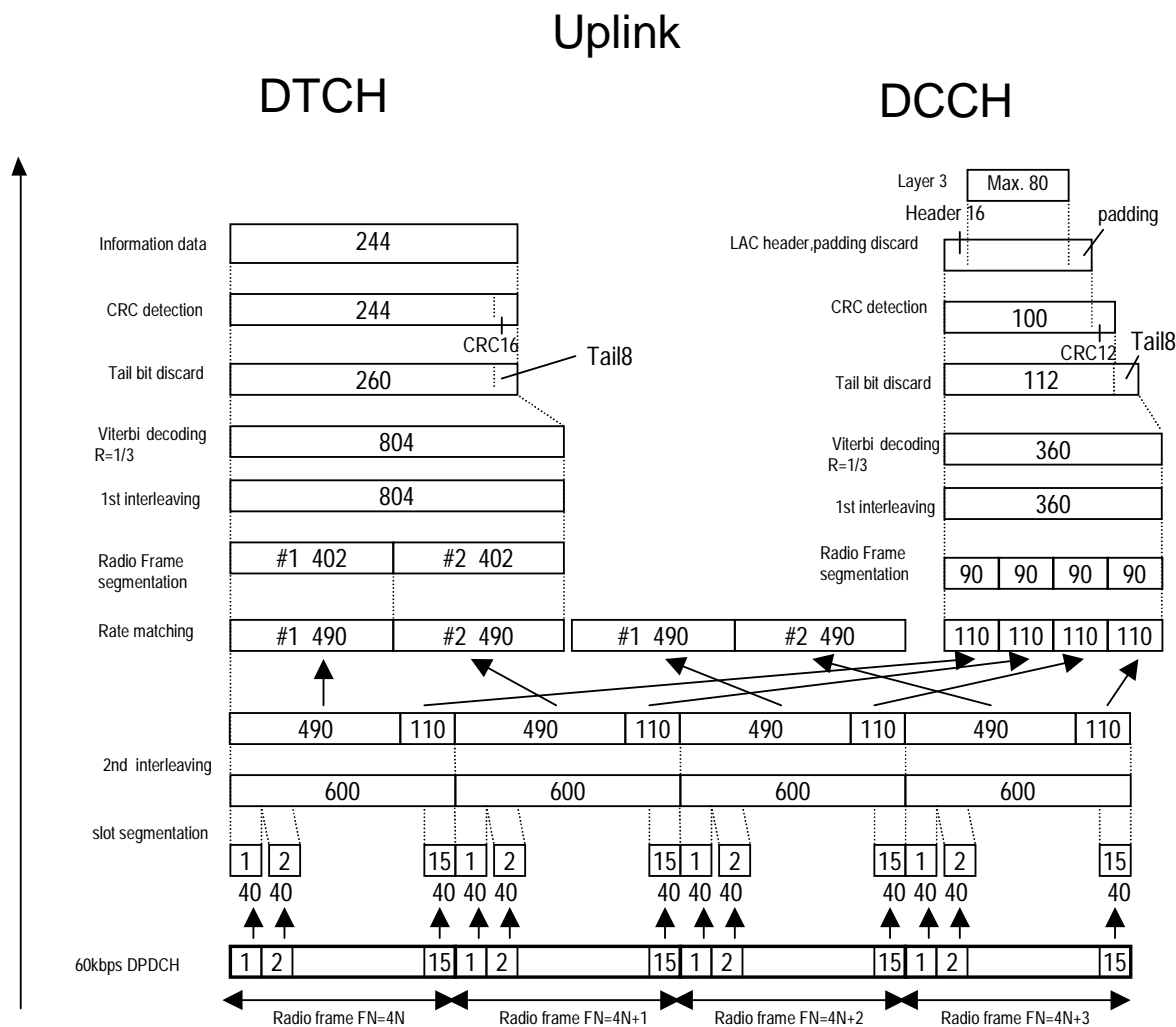 Uplink
DTCH DCCH
Layer 3 Max. 80
Header 16 padding
Information data 244 LAC header,padding discard
CRC detection 244 CRC detection 100
CRC16 Tail8 CRC12 Tail8
Tail bit discard 260 Tail bit discard 112
Viterbi decoding R=1/3 804 Viterbi decoding R=1/3 360
1st interleaving 804 1st interleaving 360
Radio Frame segmentation #1 402 #2 402 Radio Frame segmentation 90 90 90 90
Rate matching #1 490 #2 490 #1 490 #2 490 110 110 110 110
490 110 490 110 490 110 490 110
2nd interleaving
600 600 600 600
slot segmentation
1 2 15 1 2 15 1 2 15 1 2 15
40 40 40 40 40 40 40 40 40 40 40 40
60kbps DPDCH 1 2 15 1 2 15 1 2 15 1 2 15
Radio frame FN=4N Radio frame FN=4N+1 Radio frame FN=4N+2 Radio frame FN=4N+3